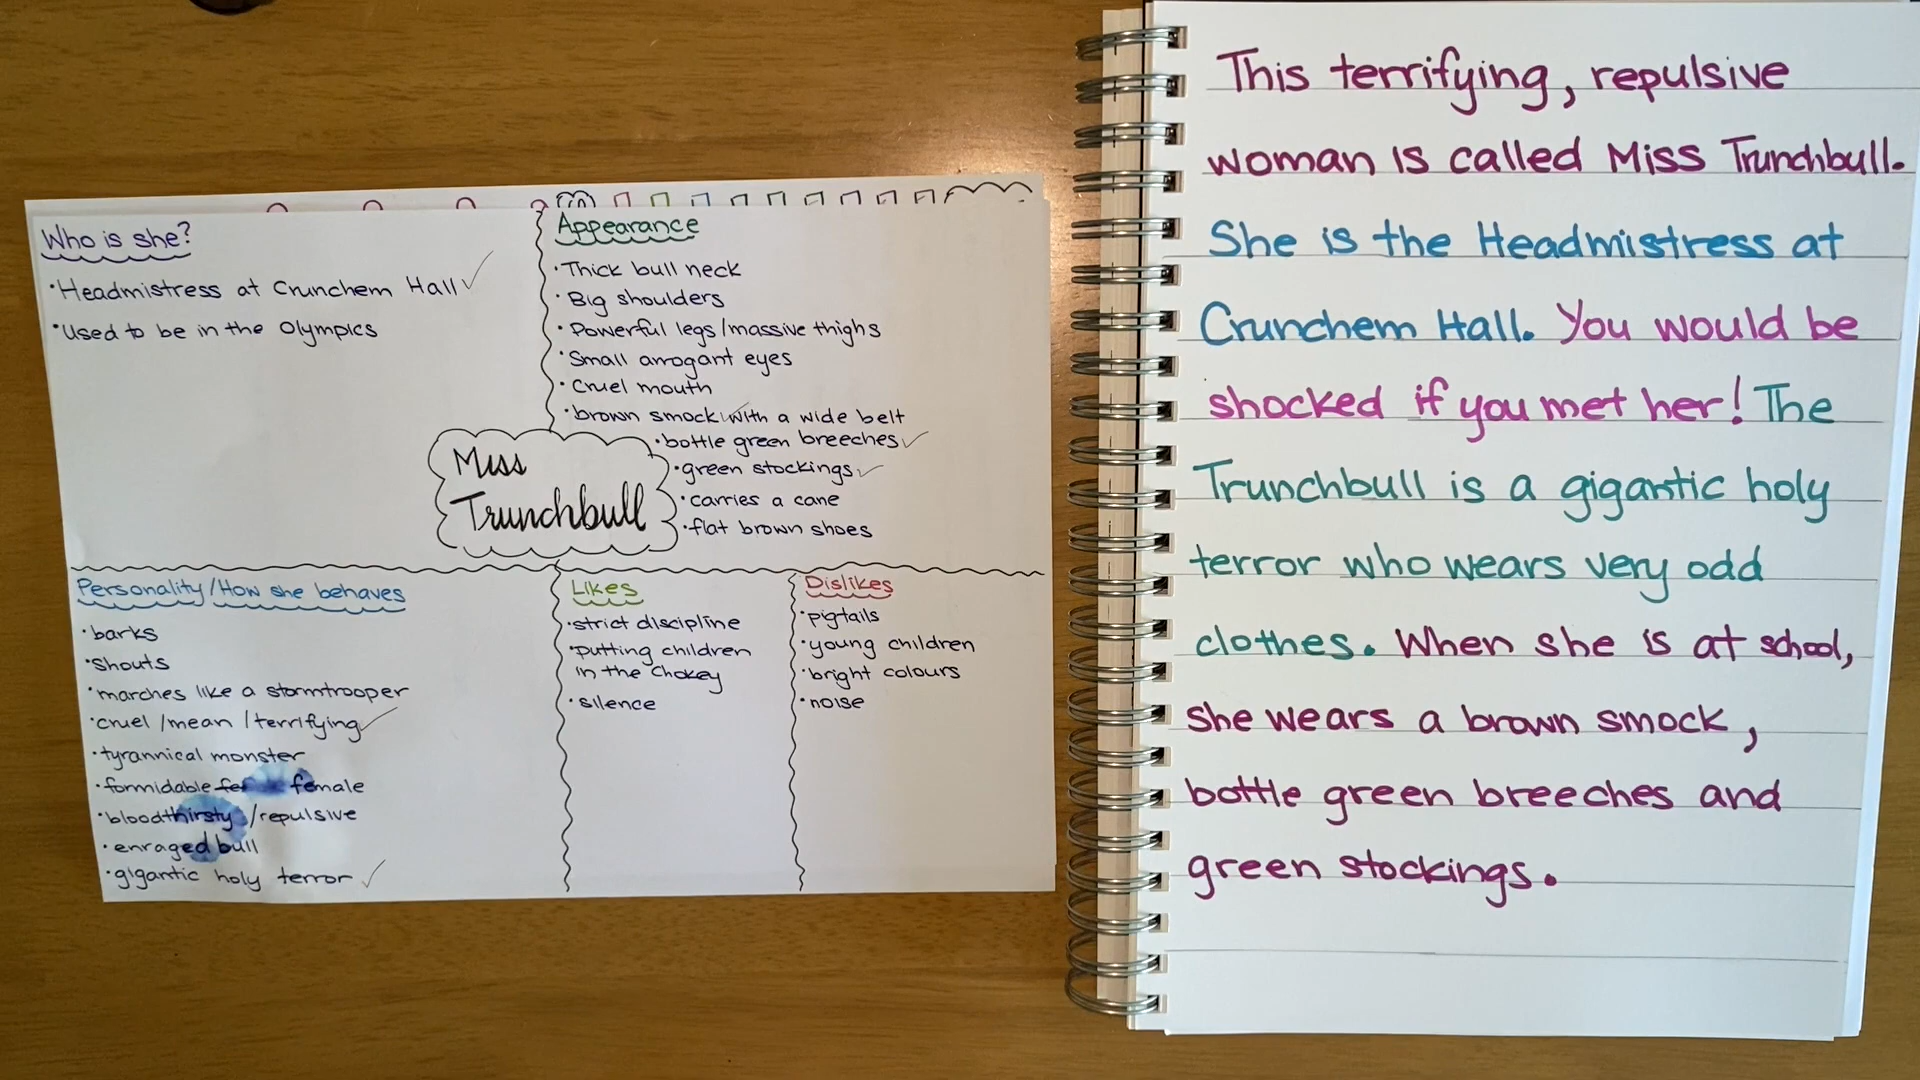 Who is she?
•Headmistress at Crunchem Hall
•Used to be in the Olympics
Appearance
•Thick bull neck
•Big shoulders
•Powerful legs/massive thighs
•Small arrogant eyes
•Cruel mouth
•brown smock with a wide belt
•bottle green breeches
•green stockings
•carries a cane
•flat brown shoes
Miss
Trunchbull
Personality/How she behaves
•barks
•Shouts
•marches like a stormtrooper
•cruel/mean/terrifying
•tyrannical monster
•formidable female
•bloodthirsty/repulsive
•enraged bull
•gigantic holy terror
Likes
•strict discipline
•putting children
in the Chokey
•silence
Dislikes
•pigtails
•young children
•bright colours
•noise
This terrifying, repulsive
woman is called Miss Trunchbull.
She is the Headmistress at
Crunchem Hall. You would be
shocked if you met her! The
Trunchbull is a gigantic holy
terror who wears very odd
clothes. When she is at school,
she wears a brown smock,
bottle green breeches and
green stockings.